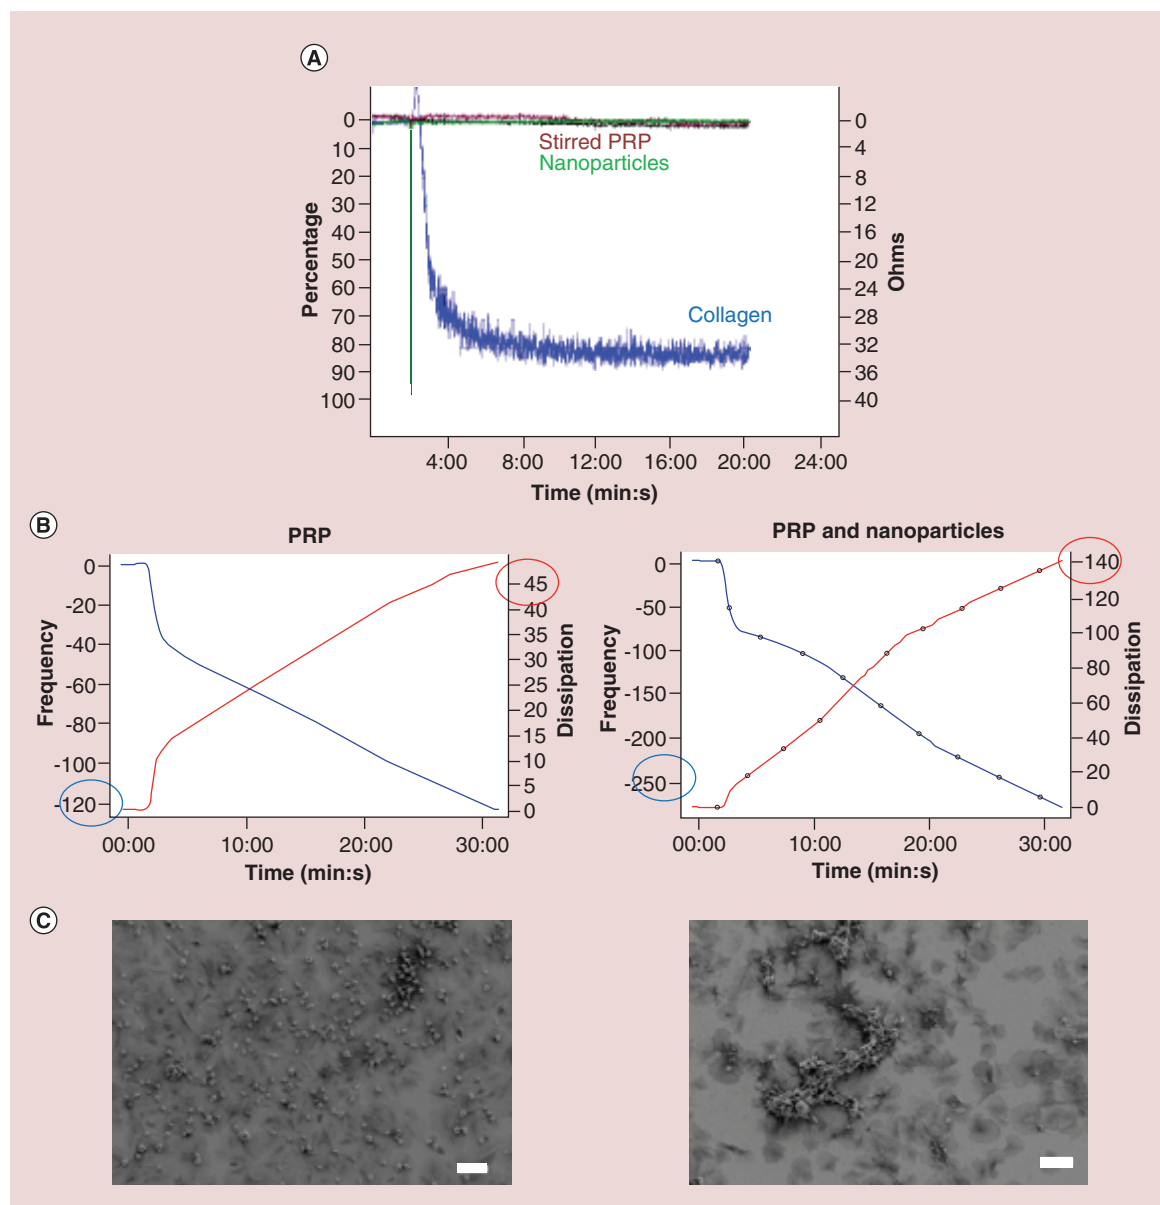 A
0
10
20
30
40
50
60
70
80
90
100
Percentage
Stirred PRP
Nanoparticles
Collagen
0
4
8
12
16
20
24
28
32
36
40
Ohms
4:00 8:00 12:00 16:00 20:00 24:00
Time (min:s)
B
PRP
0
-20
-40
-60
-80
-100
-120
Frequency
45
40
35
30
25
20
15
10
5
0
Dissipation
00:00 10:00 20:00 30:00
Time (min:s)
PRP and nanoparticles
0
-50
-100
-150
-200
-250
Frequency
140
120
100
80
60
40
20
0
Dissipation
00:00 10:00 20:00 30:00
Time (min:s)
C